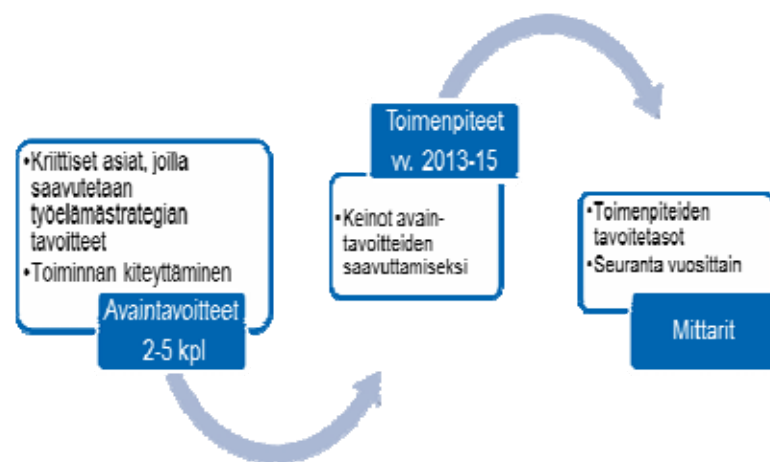 •Kriittiset asiat, joilla
saavutetaan
työelämästrategian
tavoitteet
•Toiminnan kiteyttäminen
Avaintavoitteet
2-5 kpl
Toimenpiteet
vv. 2013-15
•Keinot avain-
tavoitteiden
saavuttamiseksi
•Toimenpiteiden
tavoitetasot
•Seuranta vuosittain
Mittarit